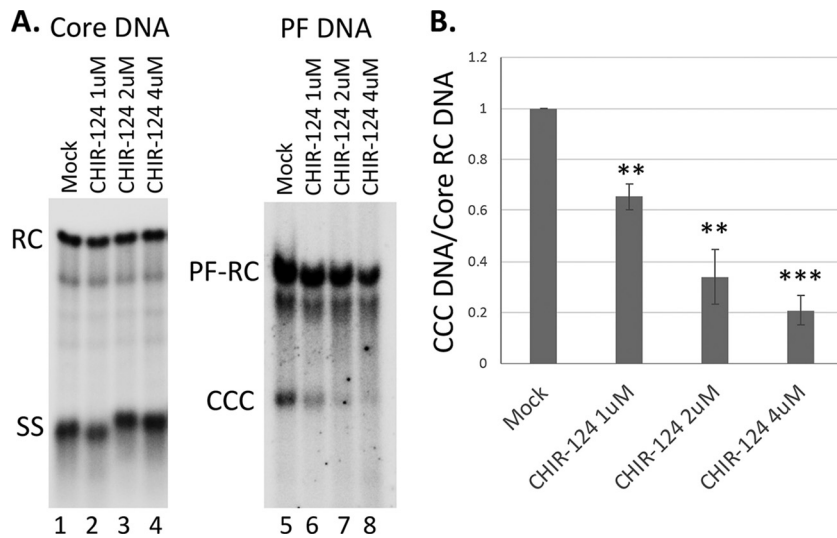 A.
Core DNA
PF DNA
Mock
CHIR-124 1uM
CHIR-124 2uM
CHIR-124 4uM
Mock
CHIR-124 1uM
CHIR-124 2uM
CHIR-124 4uM
RC
SS
PF-RC
CCC
1 2 3 4
5 6 7 8
B.
CCC DNA/Core RC DNA
1.2
1
0.8
0.6
0.4
0.2
0
**
**
***
Mock
CHIR-124 1uM
CHIR-124 2uM
CHIR-124 4uM